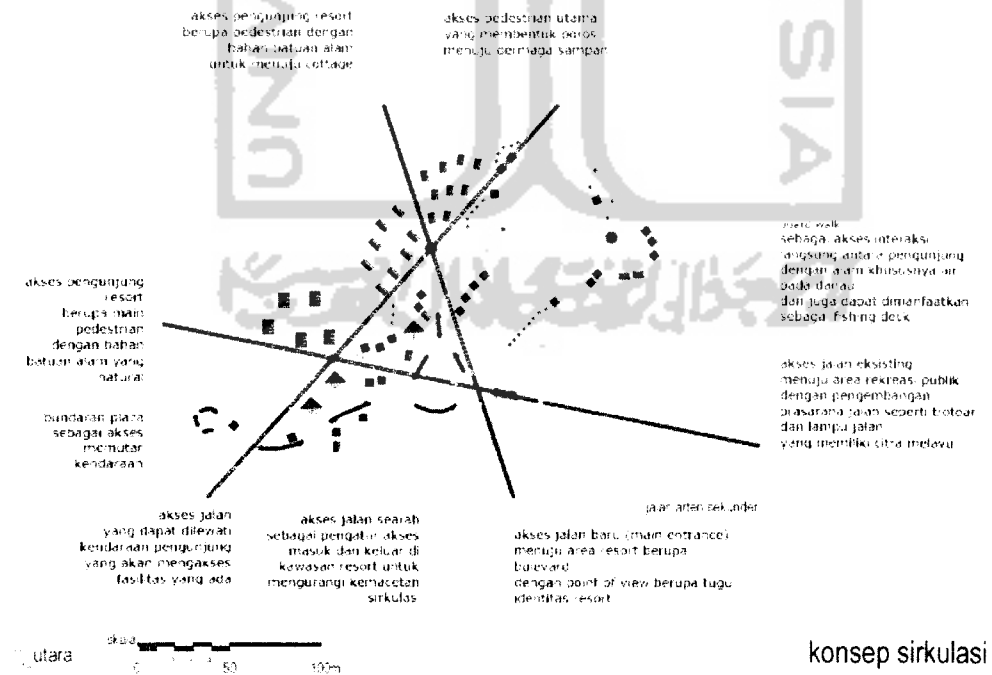 akses pengunjung resort
berupa pedestrian dengan
bahan batuan alam
untuk menuju cottage
akses pedestrian utama
yang membentuk poros
menuju dermaga sampan
board walk
sebagai akses interaksi
langsung antara pengunjung
dengan alam khususnya air
pada danau
dan juga dapat dimanfaatkan
sebagai fishing deck
akses pengunjung
resort
berupa main
pedestrian
dengan bahan
batuan alam yang
natural
akses jalan eksisting
menuju area rekreasi publik
dengan pengembangan
prasarana jalan seperti trotoar
dan lampu jalan
yang memiliki citra melayu
bundaran plaza
sebagai akses
memutar
kendaraan
akses jalan
yang dapat dilewati
kendaraan pengunjung
yang akan mengakses
fasilitas yang ada
akses jalan searah
sebagai pengatur akses
masuk dan keluar di
kawasan resort untuk
mengurangi kemacetan
sirkulasi
jalan arteri sekunder
akses jalan baru (main entrance)
menuju area resort berupa
bulevard
dengan point of view berupa tugu
identitas resort
utara
skala
0 50 100m
konsep sirkulasi